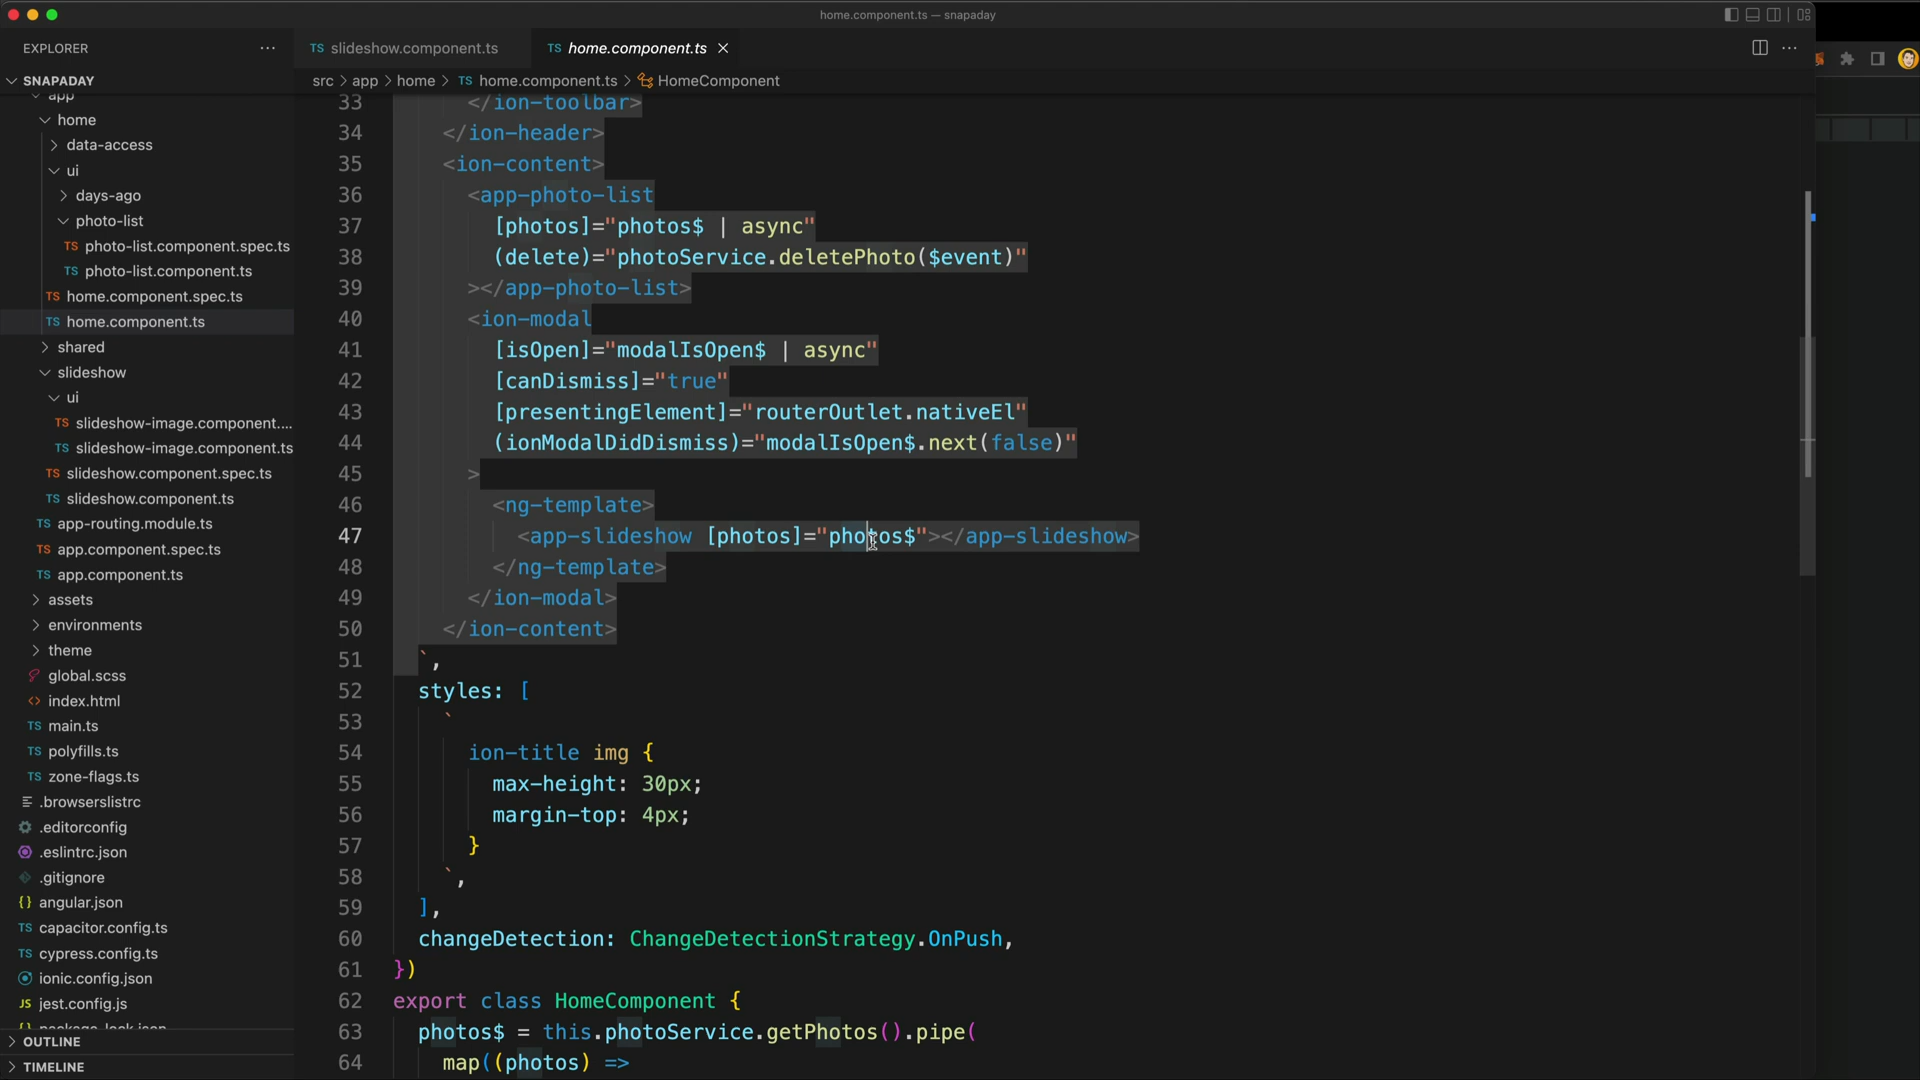 home.component.ts — snapaday
EXPLORER
SNAPADAY
app
home
data-access
ui
days-ago
photo-list
photo-list.component.spec.ts
photo-list.component.ts
home.component.spec.ts
home.component.ts
shared
slideshow
ui
slideshow-image.component....
slideshow-image.component.ts
slideshow.component.spec.ts
slideshow.component.ts
app-routing.module.ts
app.component.spec.ts
app.component.ts
assets
environments
theme
global.scss
index.html
main.ts
polyfills.ts
zone-flags.ts
.browserslistrc
.editorconfig
.eslintrc.json
.gitignore
angular.json
capacitor.config.ts
cypress.config.ts
ionic.config.json
jest.config.js
package-lock.json
OUTLINE
TIMELINE
TS slideshow.component.ts
TS home.component.ts
src > app > home > TS home.component.ts > HomeComponent
33 </ion-toolbar>
34 </ion-header>
35 <ion-content>
36 <app-photo-list
37 [photos]="photos$ | async"
38 (delete)="photoService.deletePhoto($event)"
39 ></app-photo-list>
40 <ion-modal
41 [isOpen]="modalIsOpen$ | async"
42 [canDismiss]="true"
43 [presentingElement]="routerOutlet.nativeEl"
44 (ionModalDidDismiss)="modalIsOpen$.next(false)"
45 >
46 <ng-template>
47 <app-slideshow [photos]="photos$"></app-slideshow>
48 </ng-template>
49 </ion-modal>
50 </ion-content>
51 `,
52 styles: [
53 `
54 ion-title img {
55 max-height: 30px;
56 margin-top: 4px;
57 }
58 `,
59 ],
60 changeDetection: ChangeDetectionStrategy.OnPush,
61 })
62 export class HomeComponent {
63 photos$ = this.photoService.getPhotos().pipe(
64 map((photos) =>